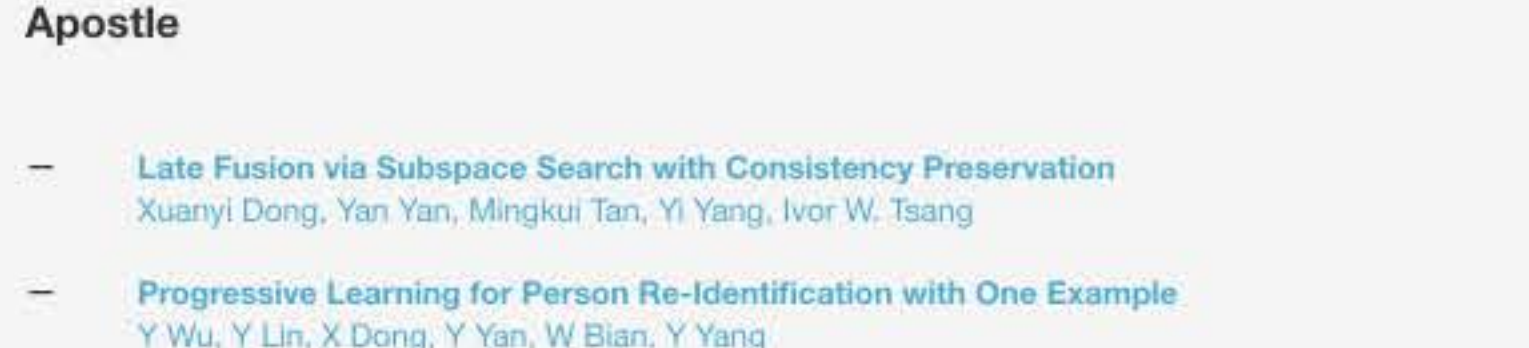 Apostle
– Late Fusion via Subspace Search with Consistency Preservation
Xuanyi Dong, Yan Yan, Mingkui Tan, Yi Yang, Ivor W. Tsang
– Progressive Learning for Person Re-Identification with One Example
Y Wu, Y Lin, X Dong, Y Yan, W Bian, Y Yang